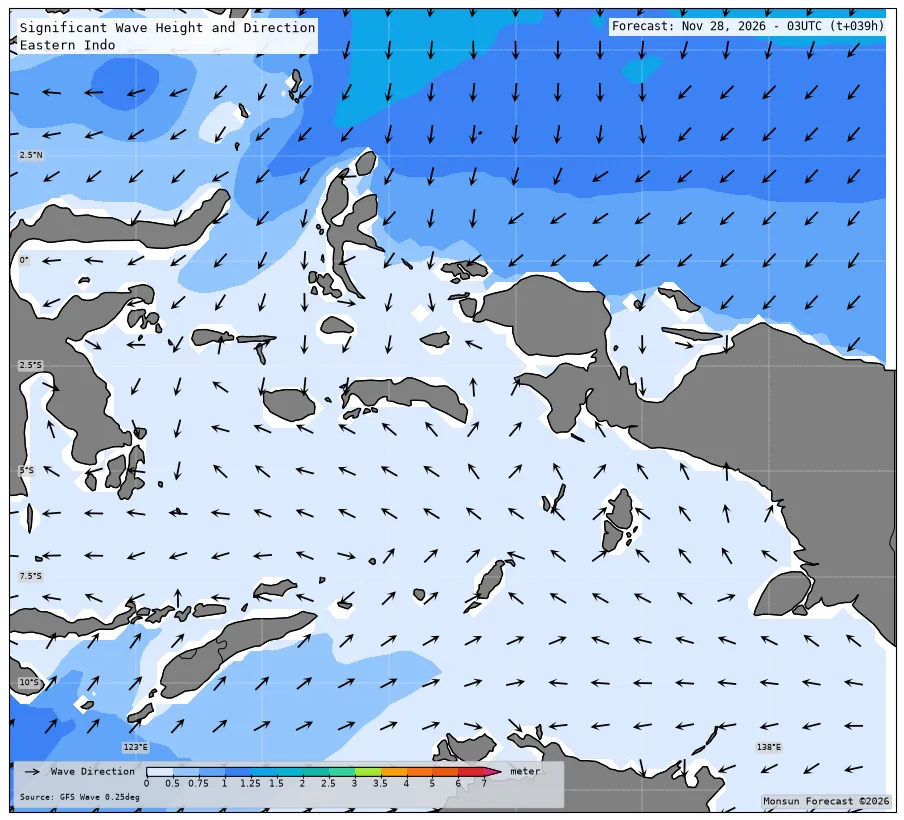 Significant Wave Height and Direction
Eastern Indo
Forecast: Nov 28, 2026 - 03UTC (t+039h)
2.5°N
0°
2.5°S
5°S
7.5°S
10°S
123°E
138°E
Wave Direction
meter
0 0.5 0.75 1 1.25 1.5 2 2.5 3 3.5 4 5 6 7
Source: GFS Wave 0.25deg
Monsun Forecast ©2026